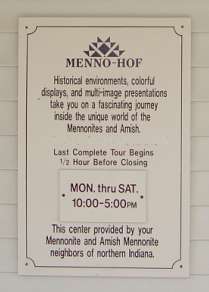 MENNO-HOF
Historical environments, colorful
displays, and multi-image presentations
take you on a fascinating journey
inside the unique world of the
Mennonites and Amish.
Last Complete Tour Begins
1/2 Hour Before Closing
MON. thru SAT.
10:00-5:00PM
This center provided by your
Mennonite and Amish Mennonite
neighbors of northern Indiana.